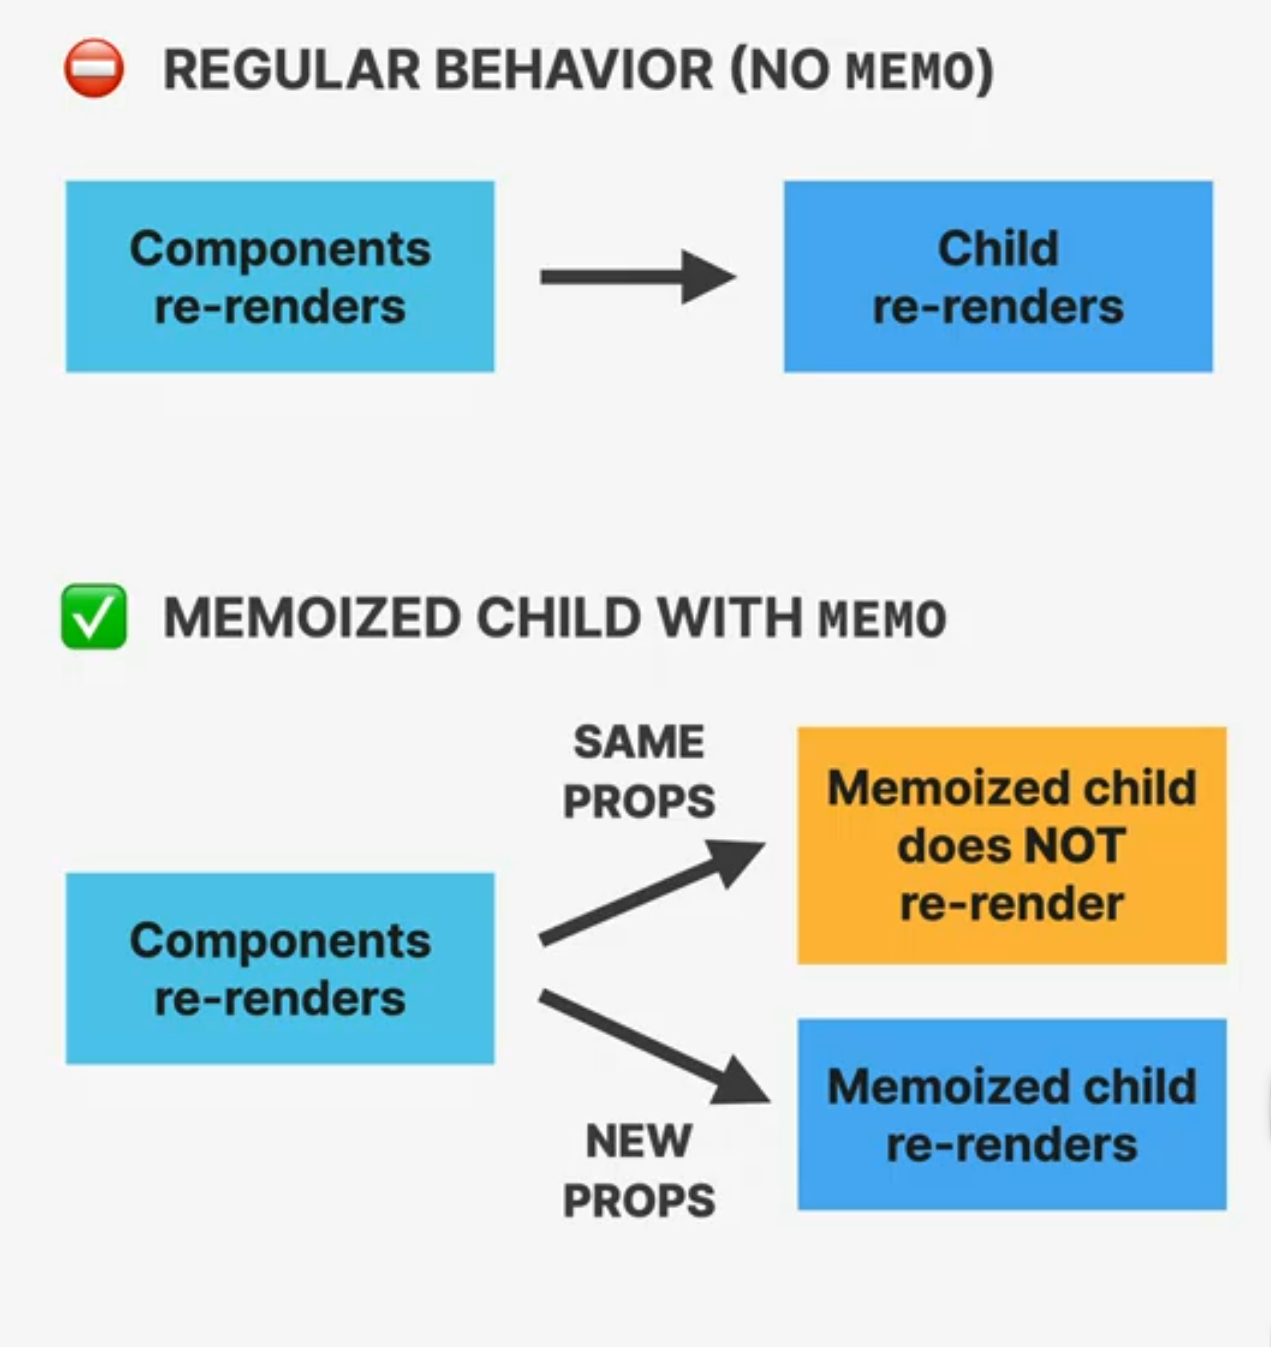 REGULAR BEHAVIOR (NO MEMO)
Components
re-renders
Child
re-renders
MEMOIZED CHILD WITH MEMO
SAME
PROPS
Memoized child
does NOT
re-render
Components
re-renders
Memoized child
re-renders
NEW
PROPS